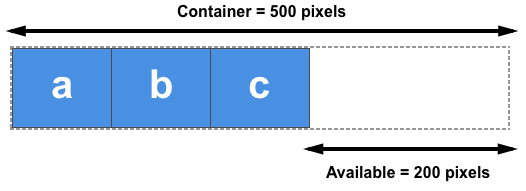 Container = 500 pixels
a b c
Available = 200 pixels